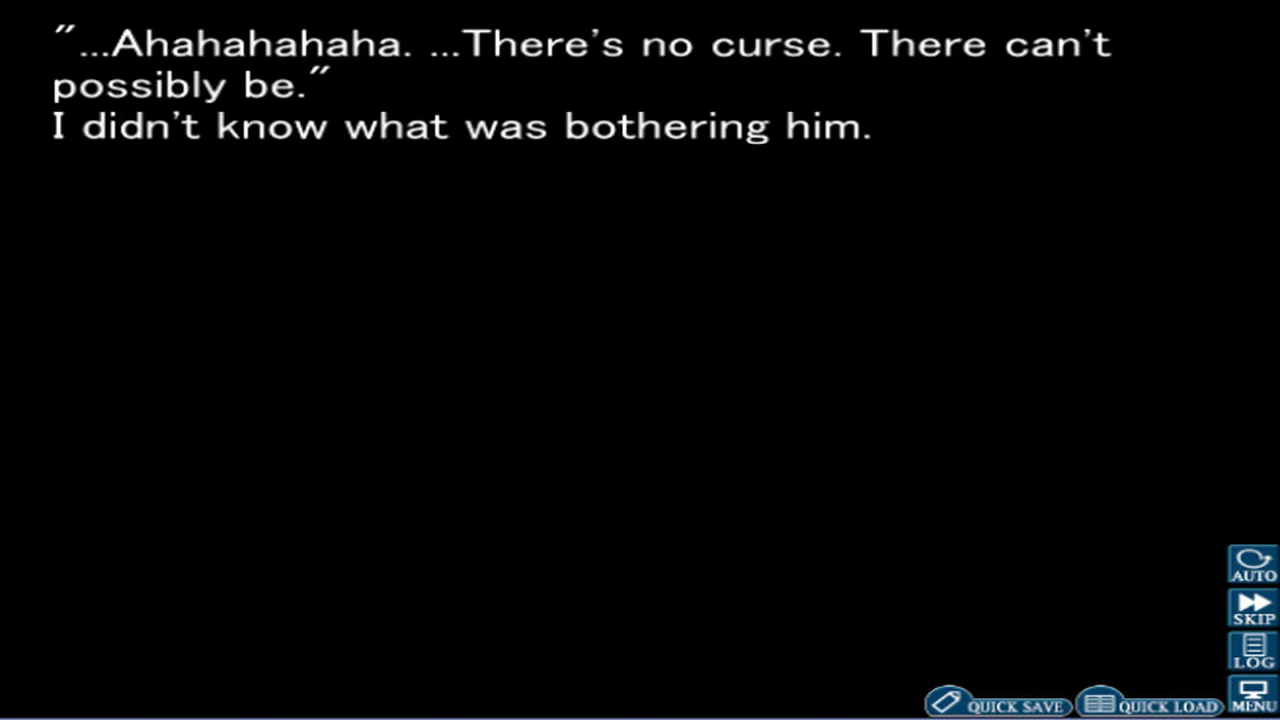 "...Ahahahahaha. ...There's no curse. There can't
possibly be."
I didn't know what was bothering him.
AUTO
SKIP
LOG
QUICK SAVE
QUICK LOAD
MENU